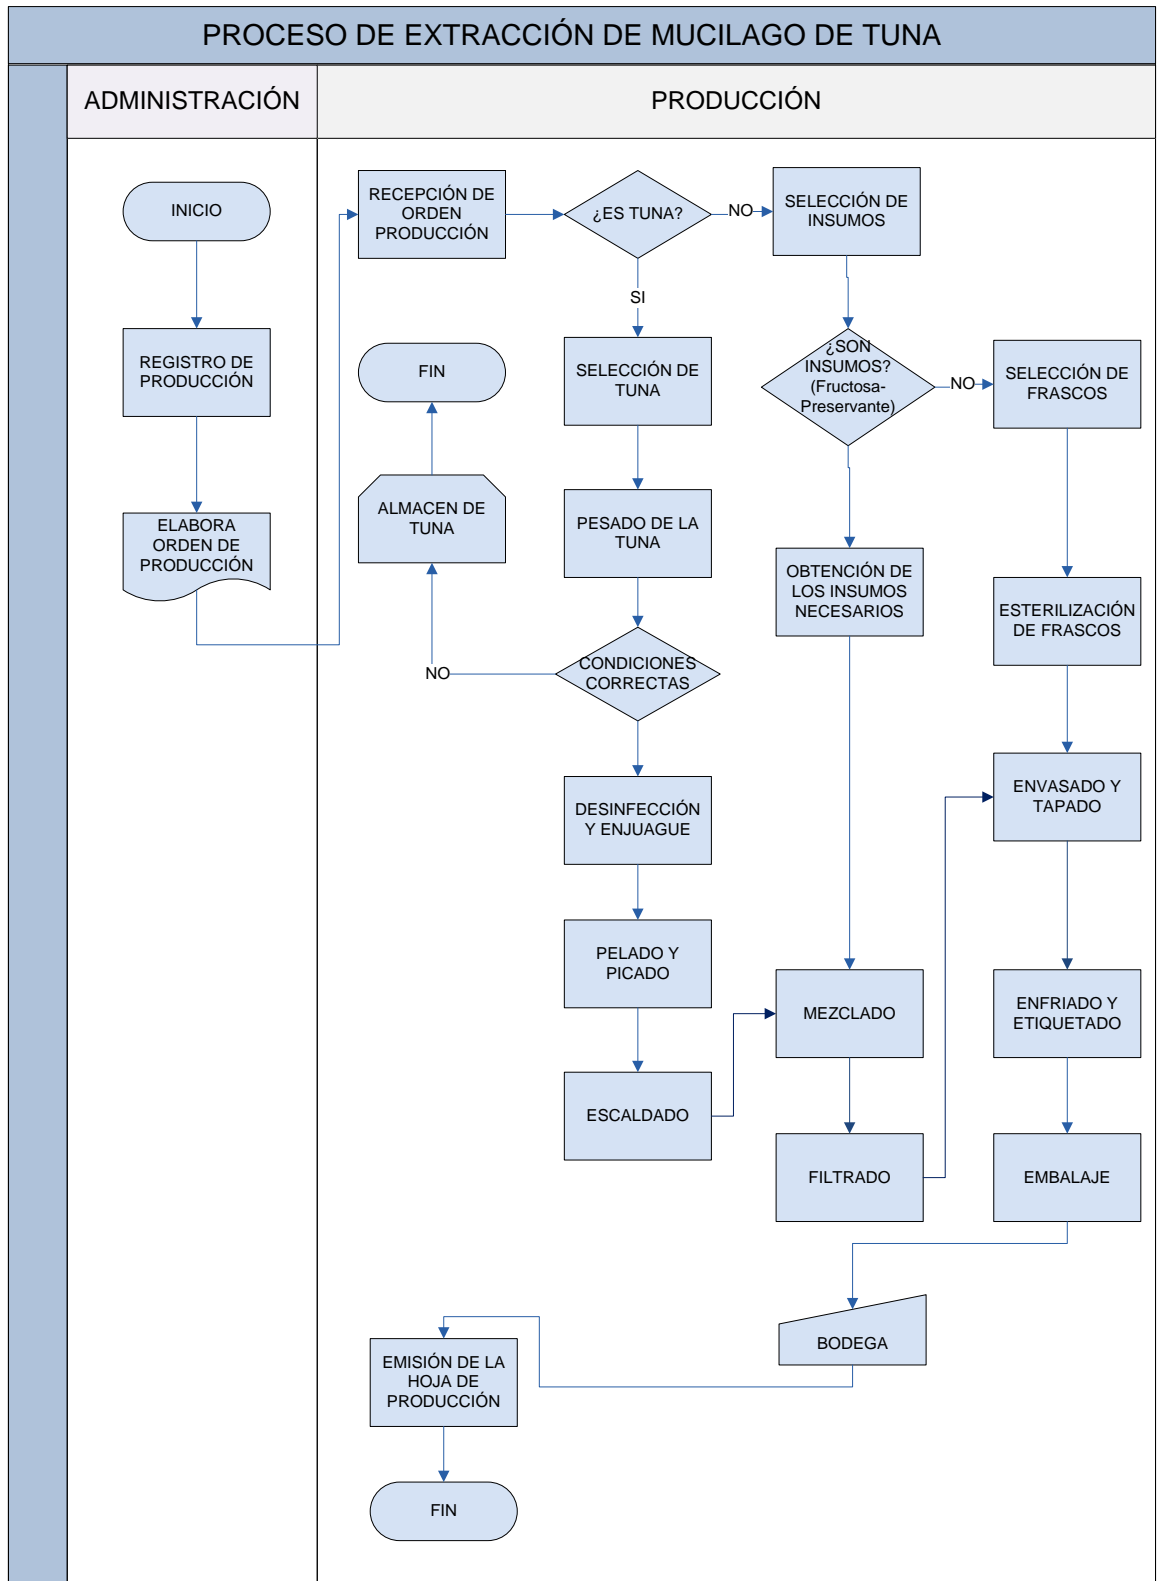 PROCESO DE EXTRACCIÓN DE MUCILAGO DE TUNA
ADMINISTRACIÓN
PRODUCCIÓN
INICIO
REGISTRO DE
PRODUCCIÓN
ELABORA
ORDEN DE
PRODUCCIÓN
RECEPCIÓN DE
ORDEN
PRODUCCIÓN
¿ES TUNA?
NO
SELECCIÓN DE
INSUMOS
SI
FIN
SELECCIÓN DE
TUNA
¿SON
INSUMOS?
(Fructosa-
Preservante)
NO
SELECCIÓN DE
FRASCOS
ALMACEN DE
TUNA
PESADO DE LA
TUNA
OBTENCIÓN DE
LOS INSUMOS
NECESARIOS
ESTERILIZACIÓN
DE FRASCOS
NO
CONDICIONES
CORRECTAS
DESINFECCIÓN
Y ENJUAGUE
ENVASADO Y
TAPADO
PELADO Y
PICADO
MEZCLADO
ENFRIADO Y
ETIQUETADO
ESCALDADO
FILTRADO
EMBALAJE
BODEGA
EMISIÓN DE LA
HOJA DE
PRODUCCIÓN
FIN